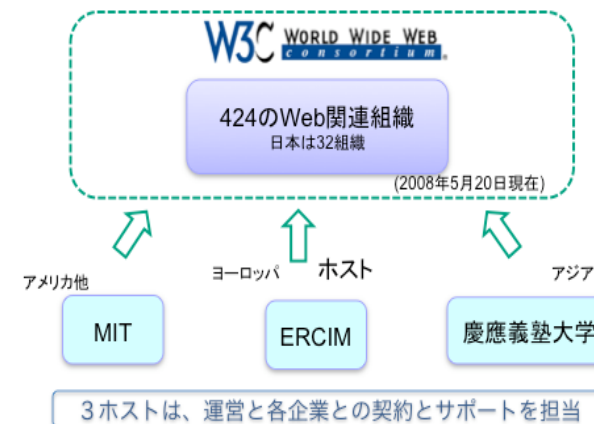 W3C WORLD WIDE WEB
consortium.
424のWeb関連組織
日本は32組織
(2008年5月20日現在)
アメリカ他
ヨーロッパ
ホスト
アジア
MIT
ERCIM
慶應義塾大学
3ホストは、運営と各企業との契約とサポートを担当